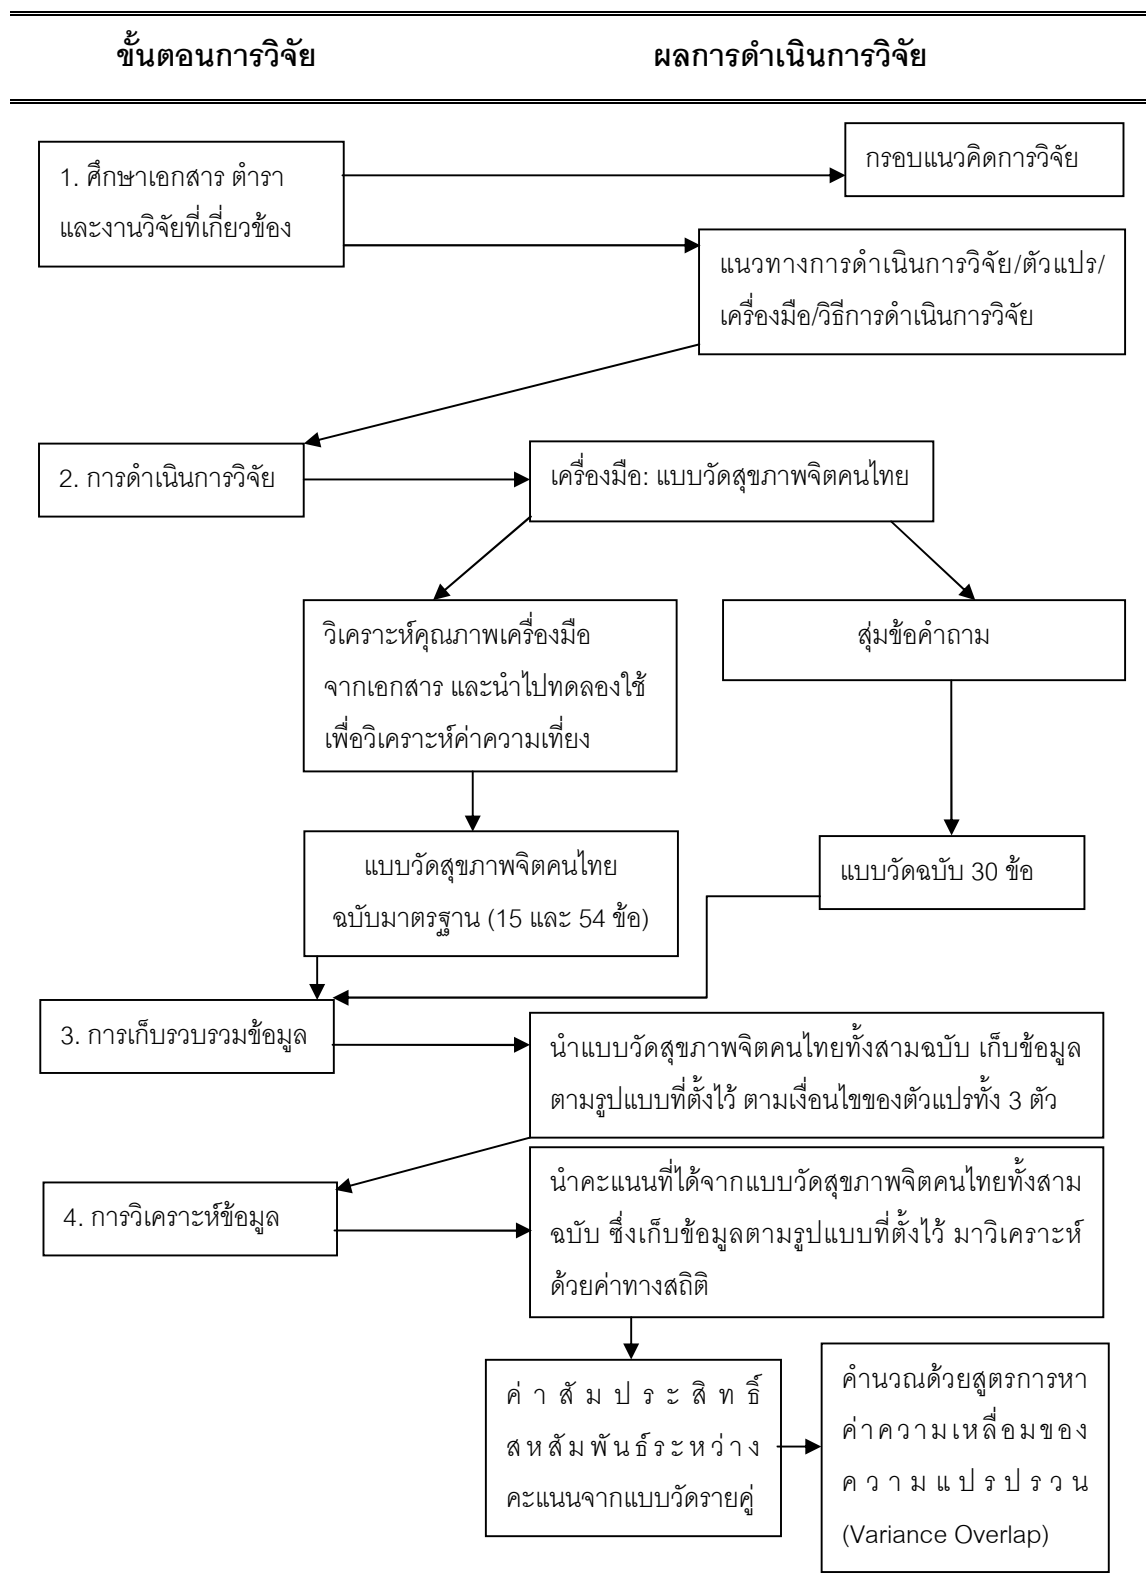 ขั้นตอนการวิจัย
ผลการดำเนินการวิจัย
1. ศึกษาเอกสาร ตำรา
และงานวิจัยที่เกี่ยวข้อง
กรอบแนวคิดการวิจัย
แนวทางการดำเนินการวิจัย/ตัวแปร/
เครื่องมือ/วิธีการดำเนินการวิจัย
2. การดำเนินการวิจัย
เครื่องมือ: แบบวัดสุขภาพจิตคนไทย
วิเคราะห์คุณภาพเครื่องมือ
จากเอกสาร และนำไปทดลองใช้
เพื่อวิเคราะห์ค่าความเที่ยง
สุ่มข้อคำถาม
แบบวัดสุขภาพจิตคนไทย
ฉบับมาตรฐาน (15 และ 54 ข้อ)
แบบวัดฉบับ 30 ข้อ
3. การเก็บรวบรวมข้อมูล
นำแบบวัดสุขภาพจิตคนไทยทั้งสามฉบับ เก็บข้อมูล
ตามรูปแบบที่ตั้งไว้ ตามเงื่อนไขของตัวแปรทั้ง 3 ตัว
4. การวิเคราะห์ข้อมูล
นำคะแนนที่ได้จากแบบวัดสุขภาพจิตคนไทยทั้งสาม
ฉบับ ซึ่งเก็บข้อมูลตามรูปแบบที่ตั้งไว้ มาวิเคราะห์
ด้วยค่าทางสถิติ
ค่าสัมประสิทธิ์
สหสัมพันธ์ระหว่าง
คะแนนจากแบบวัดรายคู่
คำนวณด้วยสูตรการหา
ค่าความเหลื่อมของ
ความแปรปรวน
(Variance Overlap)